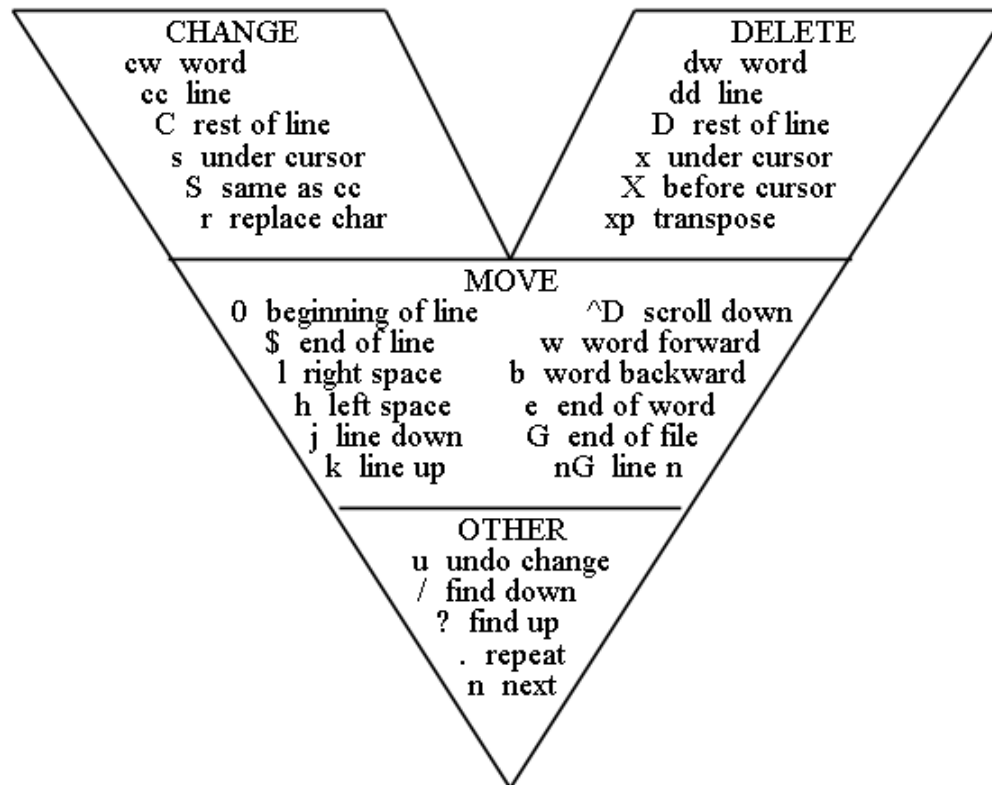 CHANGE
cw word
cc line
C rest of line
s under cursor
S same as cc
r replace char
DELETE
dw word
dd line
D rest of line
x under cursor
X before cursor
xp transpose
MOVE
0 beginning of line
$ end of line
l right space
h left space
j line down
k line up
^D scroll down
w word forward
b word backward
e end of word
G end of file
nG line n
OTHER
u undo change
/ find down
? find up
. repeat
n next